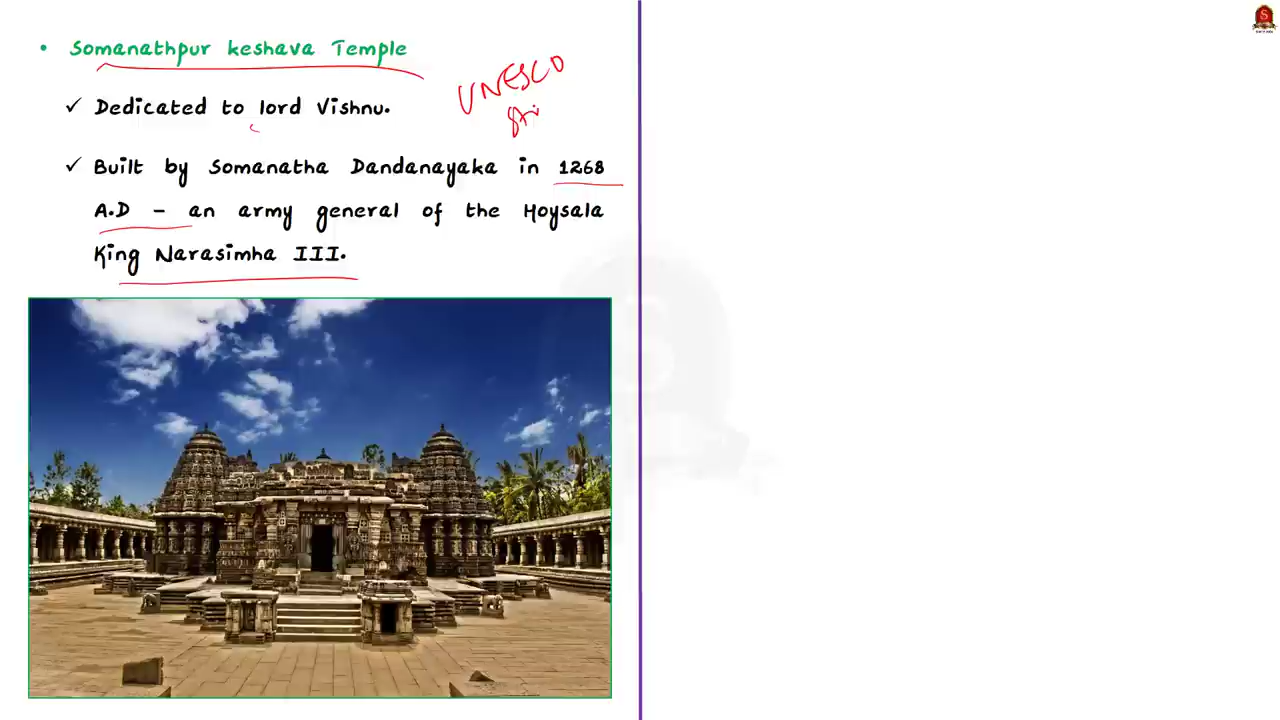 • Somanathpur keshava Temple
✓ Dedicated to lord Vishnu.
UNESCO
✓ Built by Somanatha Dandanayaka in 1268
A.D – an army general of the Hoysala
King Narasimha III.